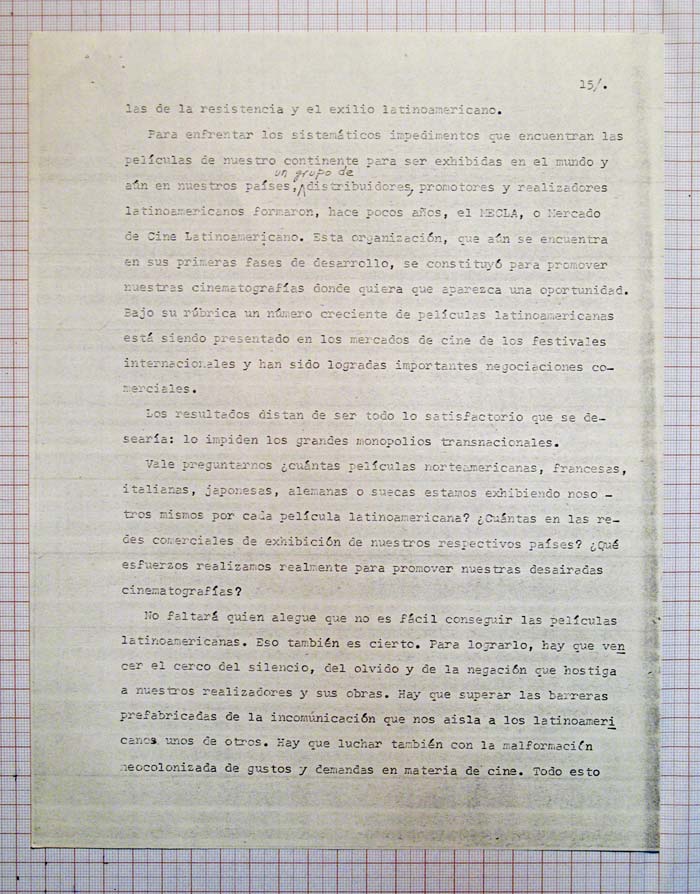 15/.
las de la resistencia y el exilio latinoamericano.
Para enfrentar los sistemáticos impedimentos que encuentran las
películas de nuestro continente para ser exhibidas en el mundo y
un grupo de
aún en nuestros países, distribuidores, promotores y realizadores
latinoamericanos formaron, hace pocos años, el MECLA, o Mercado
de Cine Latinoamericano. Esta organización, que aún se encuentra
en sus primeras fases de desarrollo, se constituyó para promover
nuestras cinematografías donde quiera que aparezca una oportunidad.
Bajo su rúbrica un número creciente de películas latinoamericanas
está siendo presentado en los mercados de cine de los festivales
internacionales y han sido logradas importantes negociaciones co-
merciales.
Los resultados distan de ser todo lo satisfactorio que se de-
searía: lo impiden los grandes monopolios transnacionales.
Vale preguntarnos ¿cuántas películas norteamericanas, francesas,
italianas, japonesas, alemanas o suecas estamos exhibiendo noso -
tros mismos por cada película latinoamericana? ¿Cuántas en las re-
des comerciales de exhibición de nuestros respectivos países? ¿Qué
esfuerzos realizamos realmente para promover nuestras desairadas
cinematografías?
No faltará quien alegue que no es fácil conseguir las películas
latinoamericanas. Eso también es cierto. Para lograrlo, hay que ven
cer el cerco del silencio, del olvido y de la negación que hostiga
a nuestros realizadores y sus obras. Hay que superar las barreras
prefabricadas de la incomúnicación que nos aisla a los latinoameri
canos unos de otros. Hay que luchar también con la malformación
neocolonizada de gustos y demandas en materia de cine. Todo esto